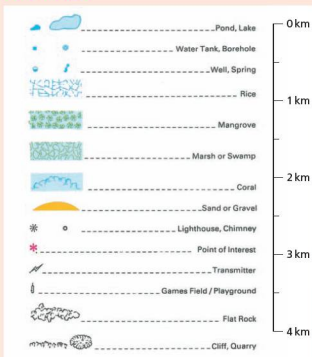 Pond, Lake
Water Tank, Borehole
Well, Spring
Rice
Mangrove
Marsh or Swamp
Coral
Sand or Gravel
Lighthouse, Chimney
Point of Interest
Transmitter
Games Field / Playground
Flat Rock
Cliff, Quarry
0 km
1 km
2 km
3 km
4 km